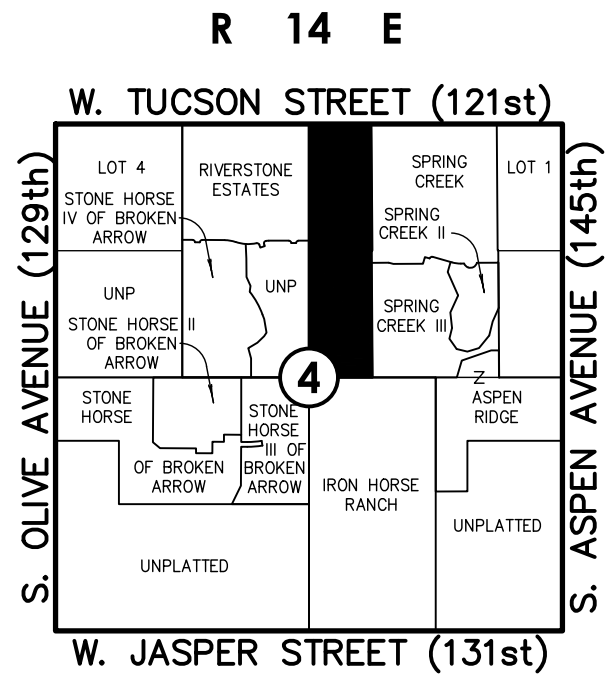 R 14 E
W. TUCSON STREET (121st)
S. OLIVE AVENUE (129th)
S. ASPEN AVENUE (145th)
LOT 4
RIVERSTONE
ESTATES
SPRING
CREEK
LOT 1
STONE HORSE
IV OF BROKEN
ARROW
SPRING
CREEK II
UNP
UNP
SPRING
CREEK III
STONE HORSE II
OF BROKEN
ARROW
4
Z
STONE
HORSE
STONE
HORSE
III OF
BROKEN
ARROW
ASPEN
RIDGE
OF BROKEN
ARROW
IRON HORSE
RANCH
UNPLATTED
UNPLATTED
W. JASPER STREET (131st)